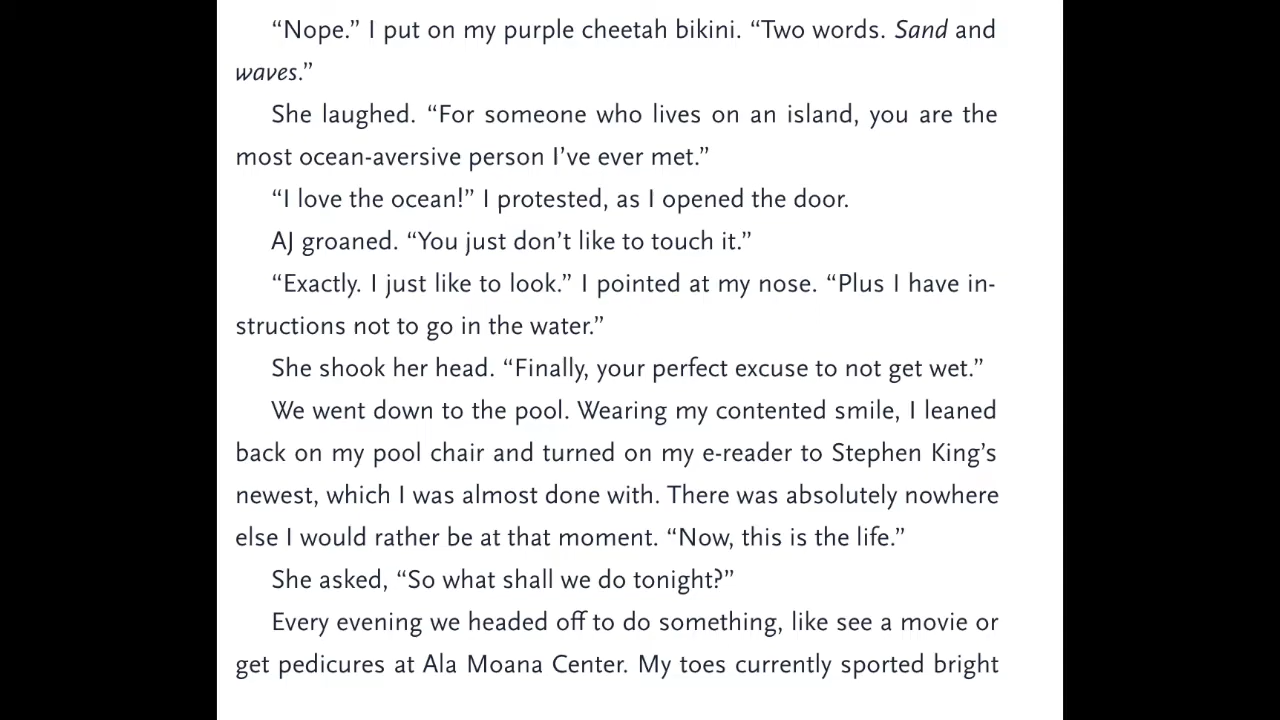 “Nope.” I put on my purple cheetah bikini. “Two words. Sand and
waves.”
She laughed. “For someone who lives on an island, you are the
most ocean-aversive person I’ve ever met.”
“I love the ocean!” I protested, as I opened the door.
AJ groaned. “You just don’t like to touch it.”
“Exactly. I just like to look.” I pointed at my nose. “Plus I have in-
structions not to go in the water.”
She shook her head. “Finally, your perfect excuse to not get wet.”
We went down to the pool. Wearing my contented smile, I leaned
back on my pool chair and turned on my e-reader to Stephen King’s
newest, which I was almost done with. There was absolutely nowhere
else I would rather be at that moment. “Now, this is the life.”
She asked, “So what shall we do tonight?”
Every evening we headed off to do something, like see a movie or
get pedicures at Ala Moana Center. My toes currently sported bright